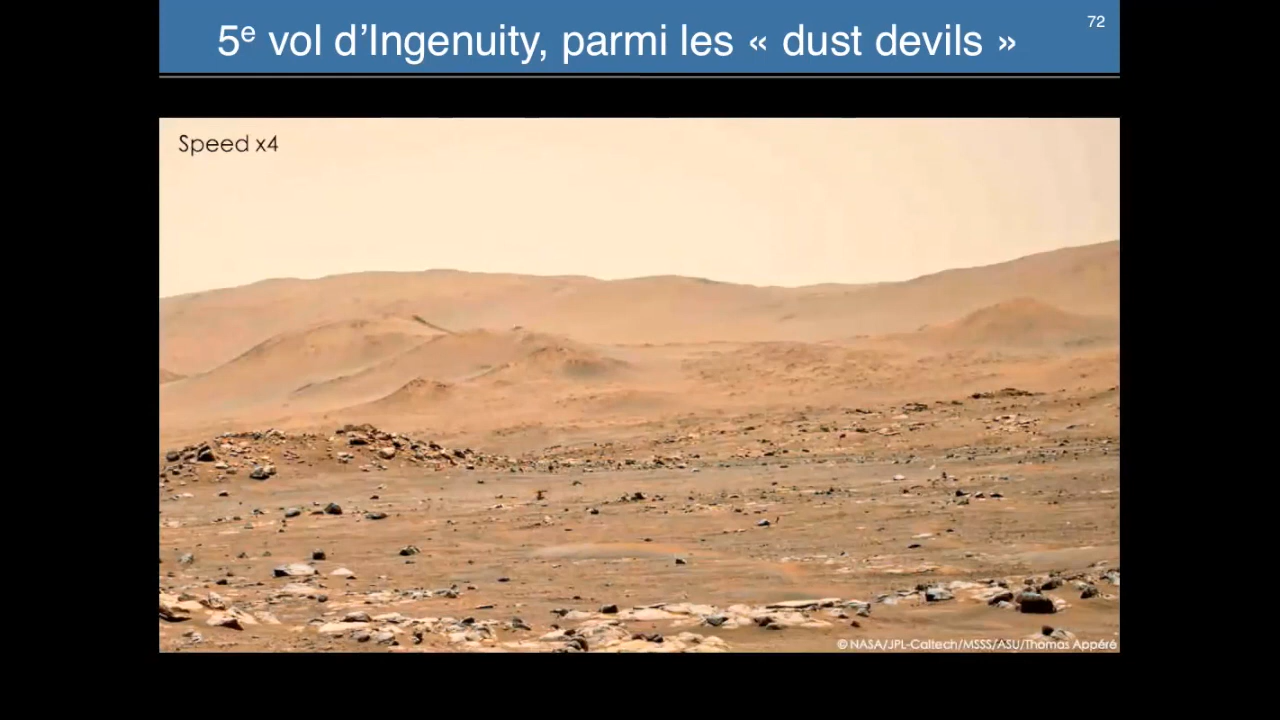 5e vol d’Ingenuity, parmi les « dust devils »
72
Speed x4
© NASA/JPL-Caltech/MSSS/ASU/Thomas Appéré